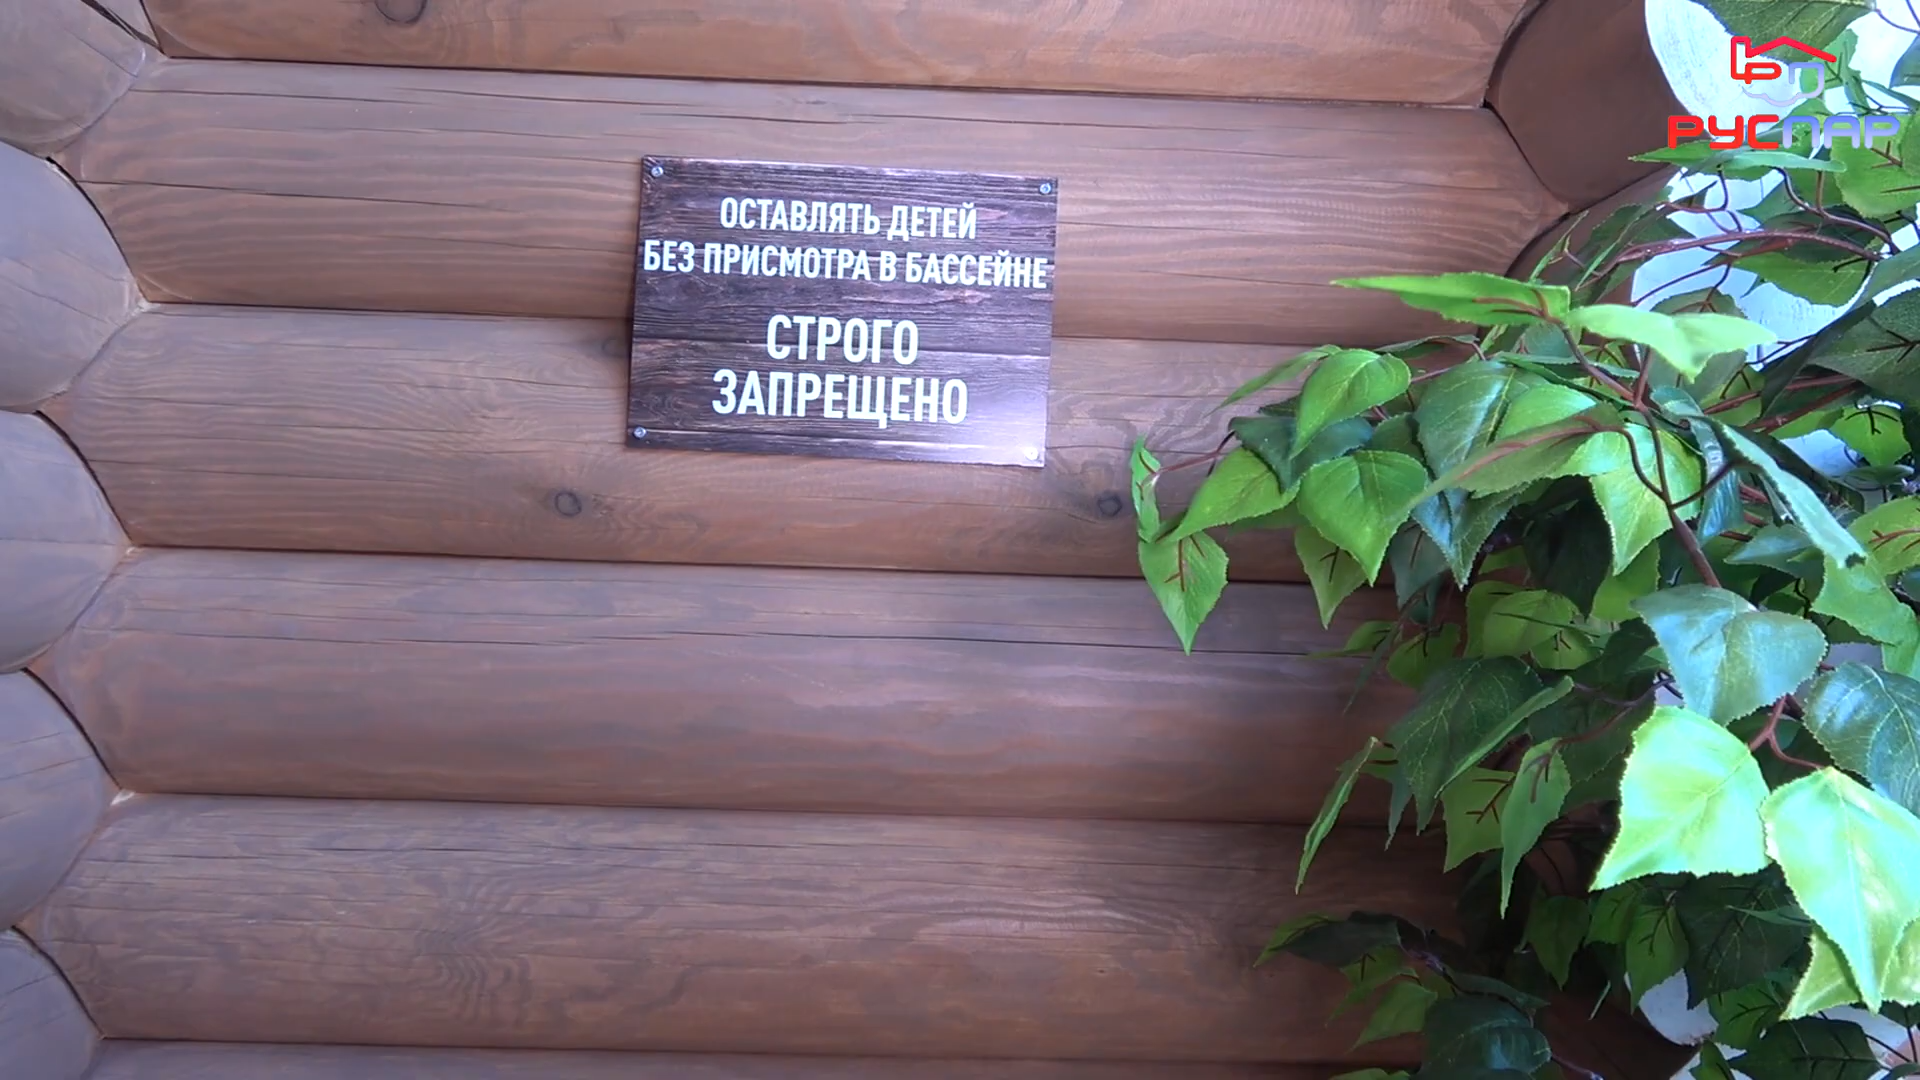 РУСПАР
ОСТАВЛЯТЬ ДЕТЕЙ
БЕЗ ПРИСМОТРА В БАССЕЙНЕ
СТРОГО
ЗАПРЕЩЕНО